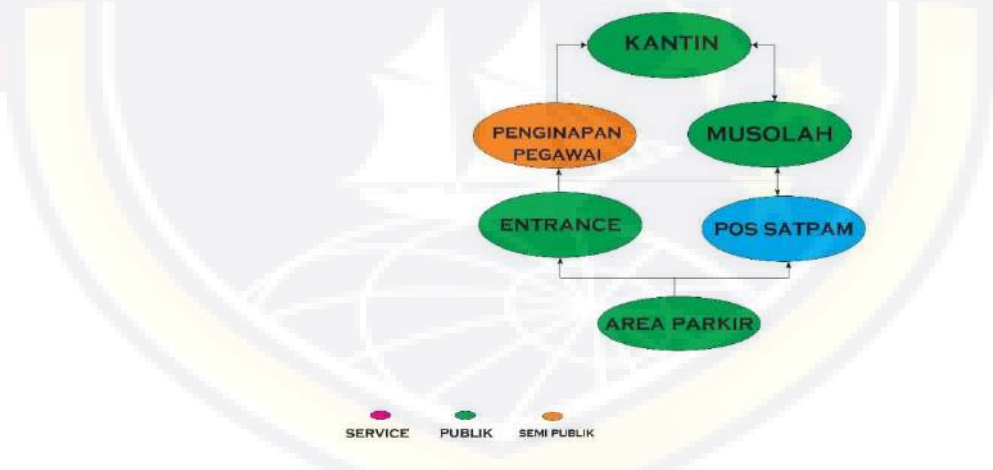 KANTIN
PENGINAPAN
PEGAWAI
MUSOLAH
ENTRANCE
POS SATPAM
AREA PARKIR
SERVICE
PUBLIK
SEMI PUBLIK